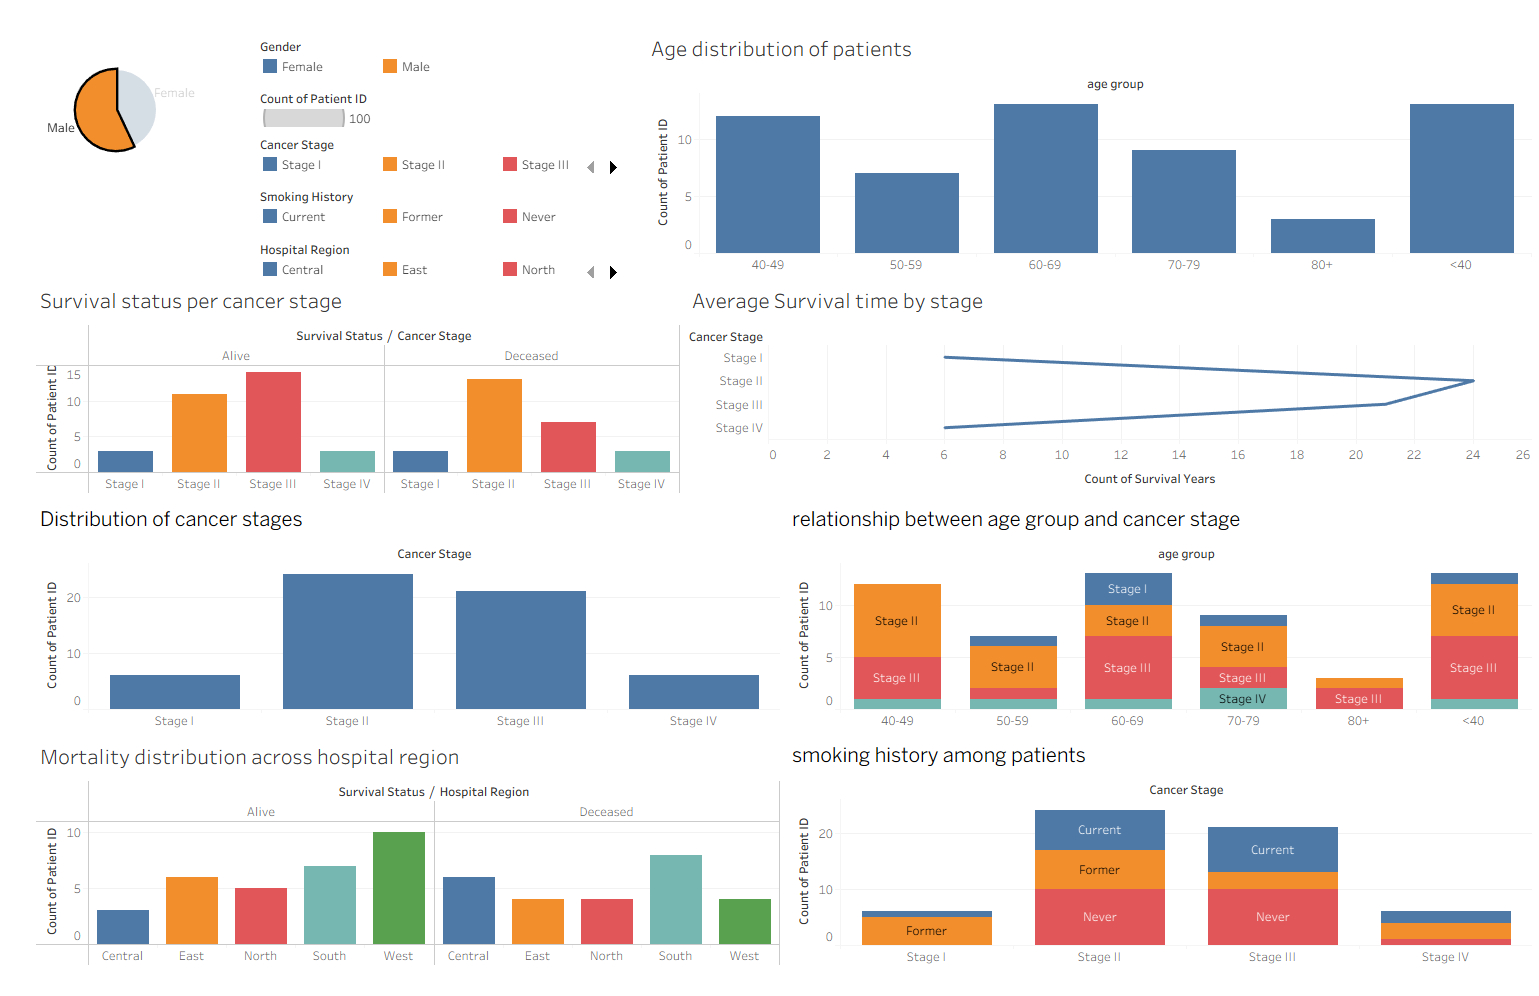 Gender
Female Male
Female
Male
Count of Patient ID
100
Cancer Stage
Stage I Stage II Stage III
Smoking History
Current Former Never
Hospital Region
Central East North
Age distribution of patients
age group
Count of Patient ID
10
5
0
40-49 50-59 60-69 70-79 80+ <40
Survival status per cancer stage
Survival Status / Cancer Stage
Alive Deceased
Count of Patient ID
15
10
5
0
Stage I Stage II Stage III Stage IV Stage I Stage II Stage III Stage IV
Average Survival time by stage
Cancer Stage
Stage I
Stage II
Stage III
Stage IV
0 2 4 6 8 10 12 14 16 18 20 22 24 26
Count of Survival Years
Distribution of cancer stages
Cancer Stage
Count of Patient ID
20
10
0
Stage I Stage II Stage III Stage IV
relationship between age group and cancer stage
age group
Count of Patient ID
10
5
0
Stage II
Stage III
Stage II
Stage I
Stage II
Stage III
Stage II
Stage III
Stage IV
Stage III
Stage II
Stage III
40-49 50-59 60-69 70-79 80+ <40
Mortality distribution across hospital region
Survival Status / Hospital Region
Alive Deceased
Count of Patient ID
10
5
0
Central East North South West Central East North South West
smoking history among patients
Cancer Stage
Count of Patient ID
20
10
0
Former
Current
Former
Never
Current
Never
Stage I Stage II Stage III Stage IV